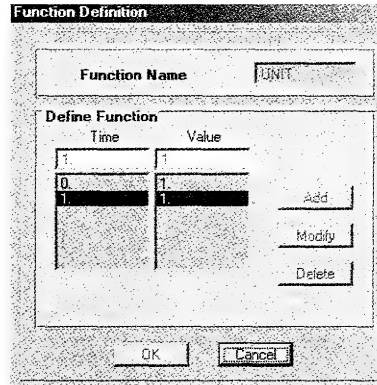 Function Definition
Function Name UNIT
Define Function
Time Value
1. 1.
0. 1.
1. 1.
Add
Modify
Delete
OK Cancel